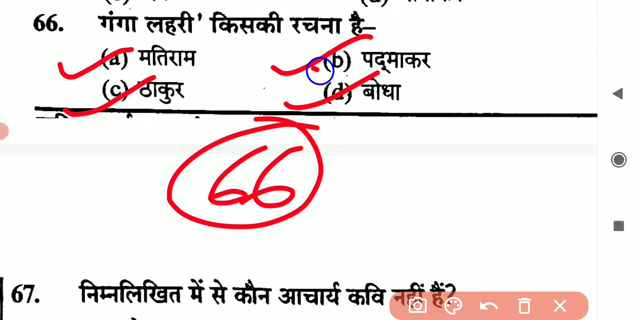 66. गंगा लहरी' किसकी रचना है–
(a) मतिराम (b) पद्माकर
(c) ठाकुर (d) बोधा
66
67. निम्नलिखित में से कौन आचार्य कवि नहीं हैं?